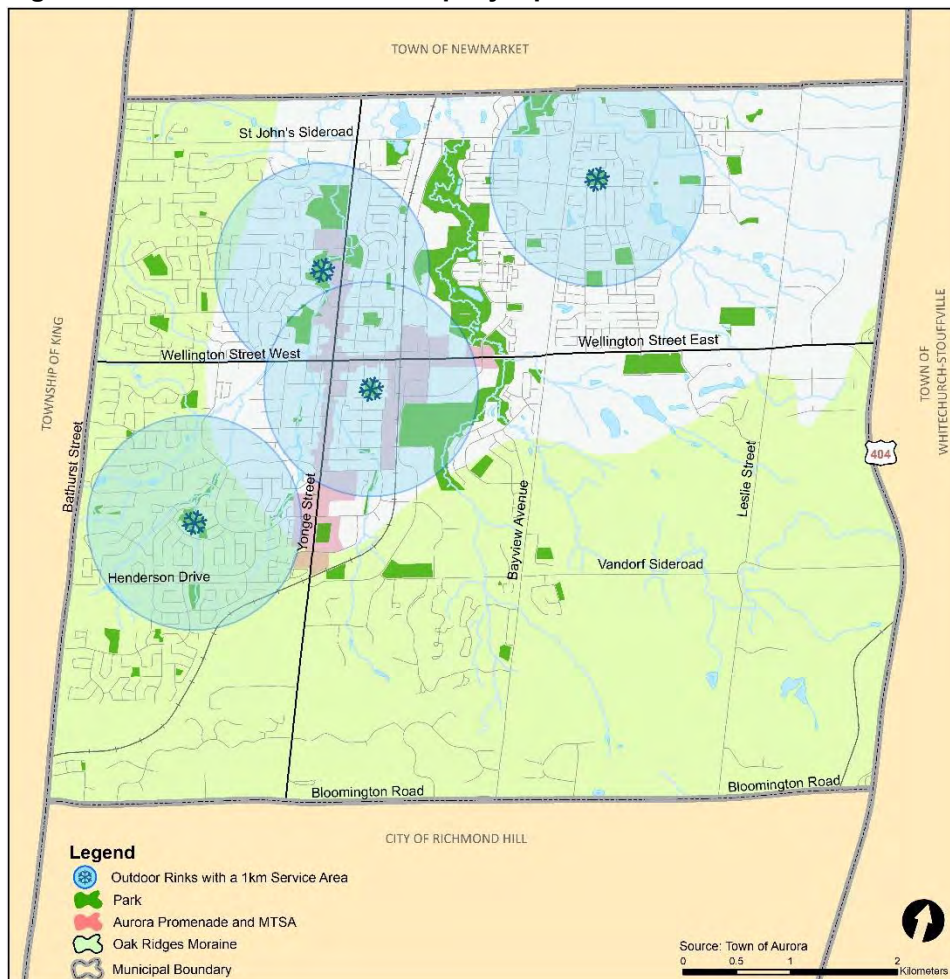 TOWN OF NEWMARKET
St John's Sideroad
TOWNSHIP OF KING
Wellington Street West
Wellington Street East
TOWN OF
WHITECHURCH-STOUFFVILLE
404
Bathurst Street
Yonge Street
Bayview Avenue
Leslie Street
Henderson Drive
Vandorf Sideroad
Bloomington Road
Bloomington Road
CITY OF RICHMOND HILL
Legend
Outdoor Rinks with a 1km Service Area
Park
Aurora Promenade and MTSA
Oak Ridges Moraine
Municipal Boundary
Source: Town of Aurora
0 0.5 1 2
Kilometers